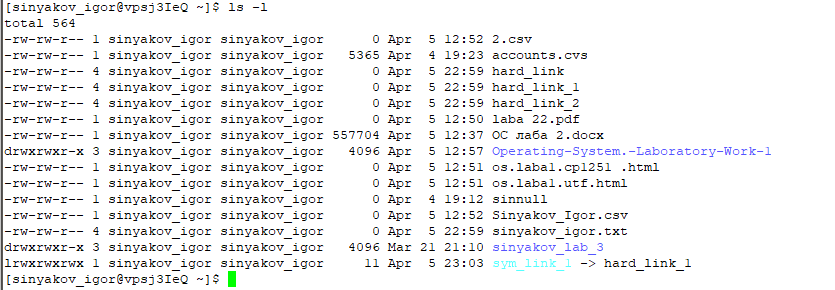 [sinyakov_igor@vpsj3IeQ ~]$ ls -l
total 564
-rw-rw-r-- 1 sinyakov_igor sinyakov_igor      0 Apr  5 12:52 2.csv
-rw-rw-r-- 1 sinyakov_igor sinyakov_igor   5365 Apr  4 19:23 accounts.cvs
-rw-rw-r-- 4 sinyakov_igor sinyakov_igor      0 Apr  5 22:59 hard_link
-rw-rw-r-- 4 sinyakov_igor sinyakov_igor      0 Apr  5 22:59 hard_link_1
-rw-rw-r-- 4 sinyakov_igor sinyakov_igor      0 Apr  5 22:59 hard_link_2
-rw-rw-r-- 1 sinyakov_igor sinyakov_igor      0 Apr  5 12:50 laba 22.pdf
-rw-rw-r-- 1 sinyakov_igor sinyakov_igor 557704 Apr  5 12:37 ОС лаба 2.docx
drwxrwxr-x 3 sinyakov_igor sinyakov_igor   4096 Apr  5 12:57 Operating-System.-Laboratory-Work-1
-rw-rw-r-- 1 sinyakov_igor sinyakov_igor      0 Apr  5 12:51 os.laba1.cp1251 .html
-rw-rw-r-- 1 sinyakov_igor sinyakov_igor      0 Apr  5 12:51 os.laba1.utf.html
-rw-rw-r-- 1 sinyakov_igor sinyakov_igor      0 Apr  4 19:12 sinnull
-rw-rw-r-- 1 sinyakov_igor sinyakov_igor      0 Apr  5 12:52 Sinyakov_Igor.csv
-rw-rw-r-- 4 sinyakov_igor sinyakov_igor      0 Apr  5 22:59 sinyakov_igor.txt
drwxrwxr-x 3 sinyakov_igor sinyakov_igor   4096 Mar 21 21:10 sinyakov_lab_3
lrwxrwxrwx 1 sinyakov_igor sinyakov_igor     11 Apr  5 23:03 sym_link_1 -> hard_link_1
[sinyakov_igor@vpsj3IeQ ~]$